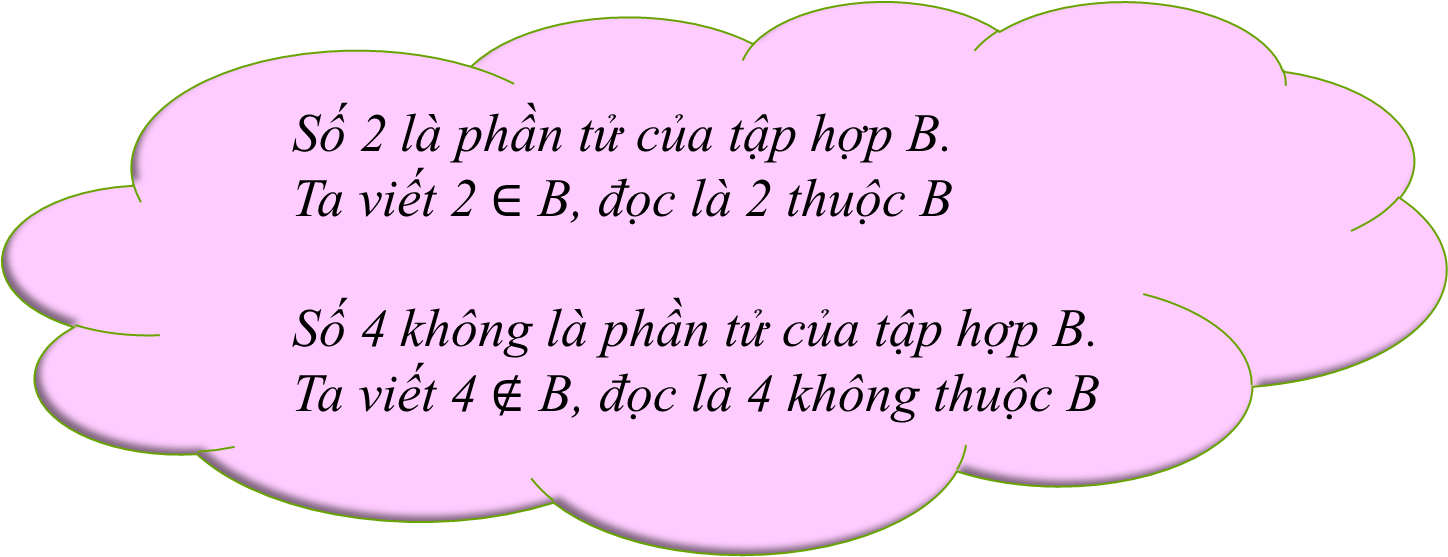 Số 2 là phần tử của tập hợp B.
Ta viết 2 ∈ B, đọc là 2 thuộc B
Số 4 không là phần tử của tập hợp B.
Ta viết 4 ∉ B, đọc là 4 không thuộc B